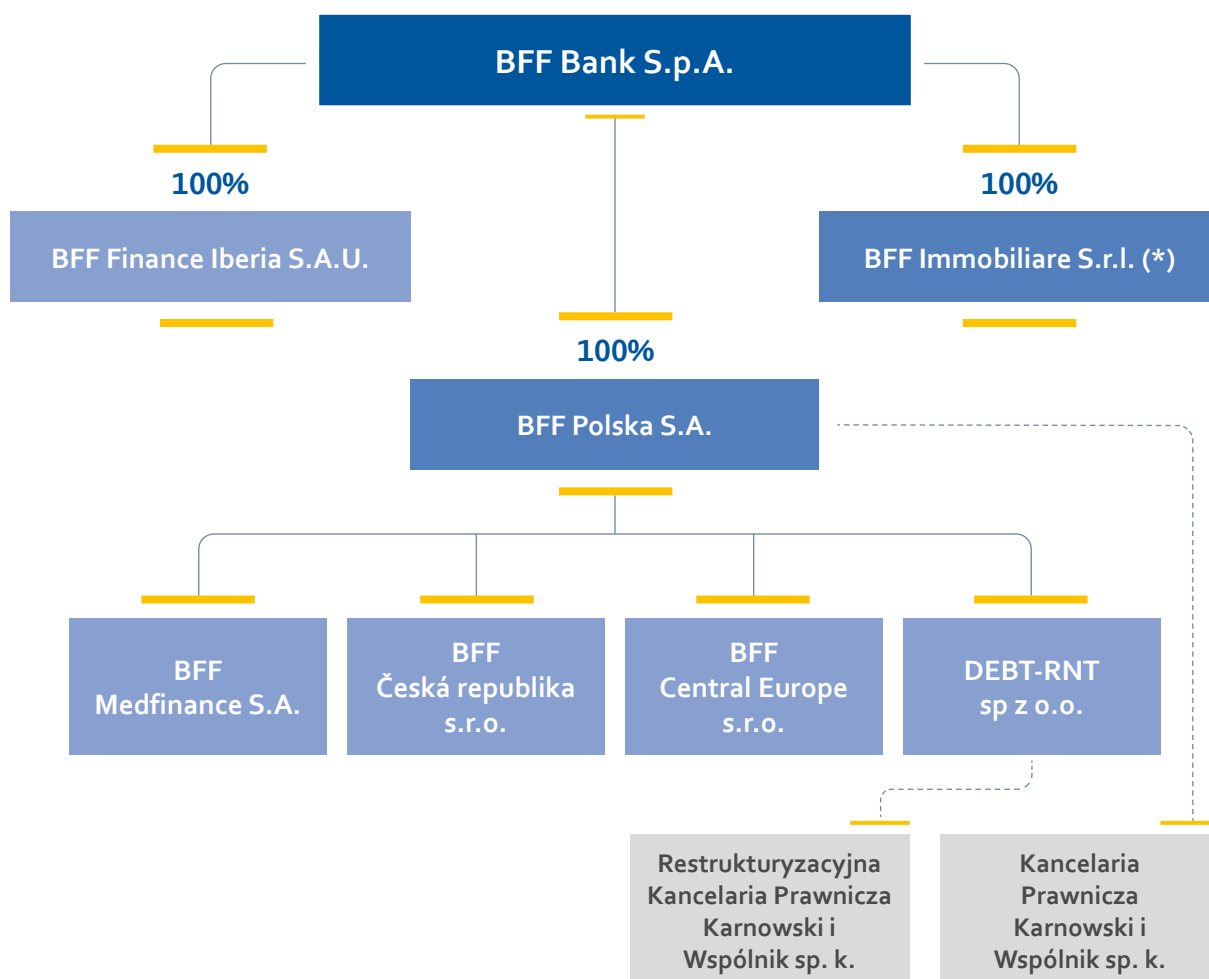 BFF Bank S.p.A.
100%
100%
BFF Finance Iberia S.A.U.
BFF Immobiliare S.r.l. (*)
100%
BFF Polska S.A.
BFF
Medfinance S.A.
BFF
Česká republika
s.r.o.
BFF
Central Europe
s.r.o.
DEBT-RNT
sp z o.o.
Restrukturyzacyjna
Kancelaria Prawnicza
Karnowski i
Wspólnik sp. k.
Kancelaria
Prawnicza
Karnowski i
Wspólnik sp. k.